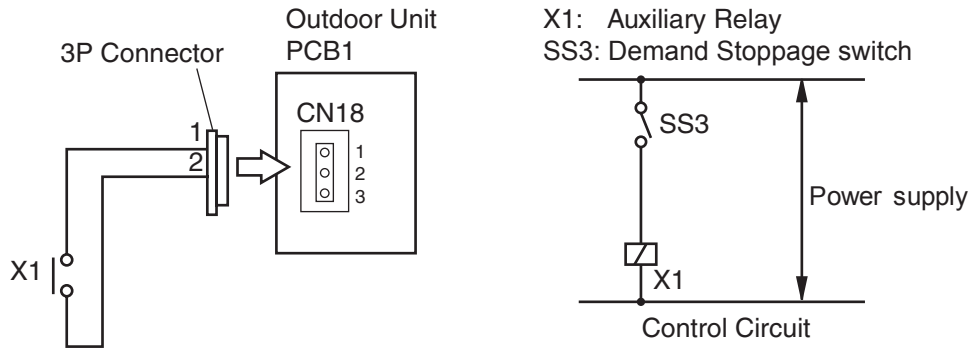 Outdoor Unit
PCB1
3P Connector
CN18
1
2
1
2
3
X1
X1: Auxiliary Relay
SS3: Demand Stoppage switch
SS3
Power supply
X1
Control Circuit